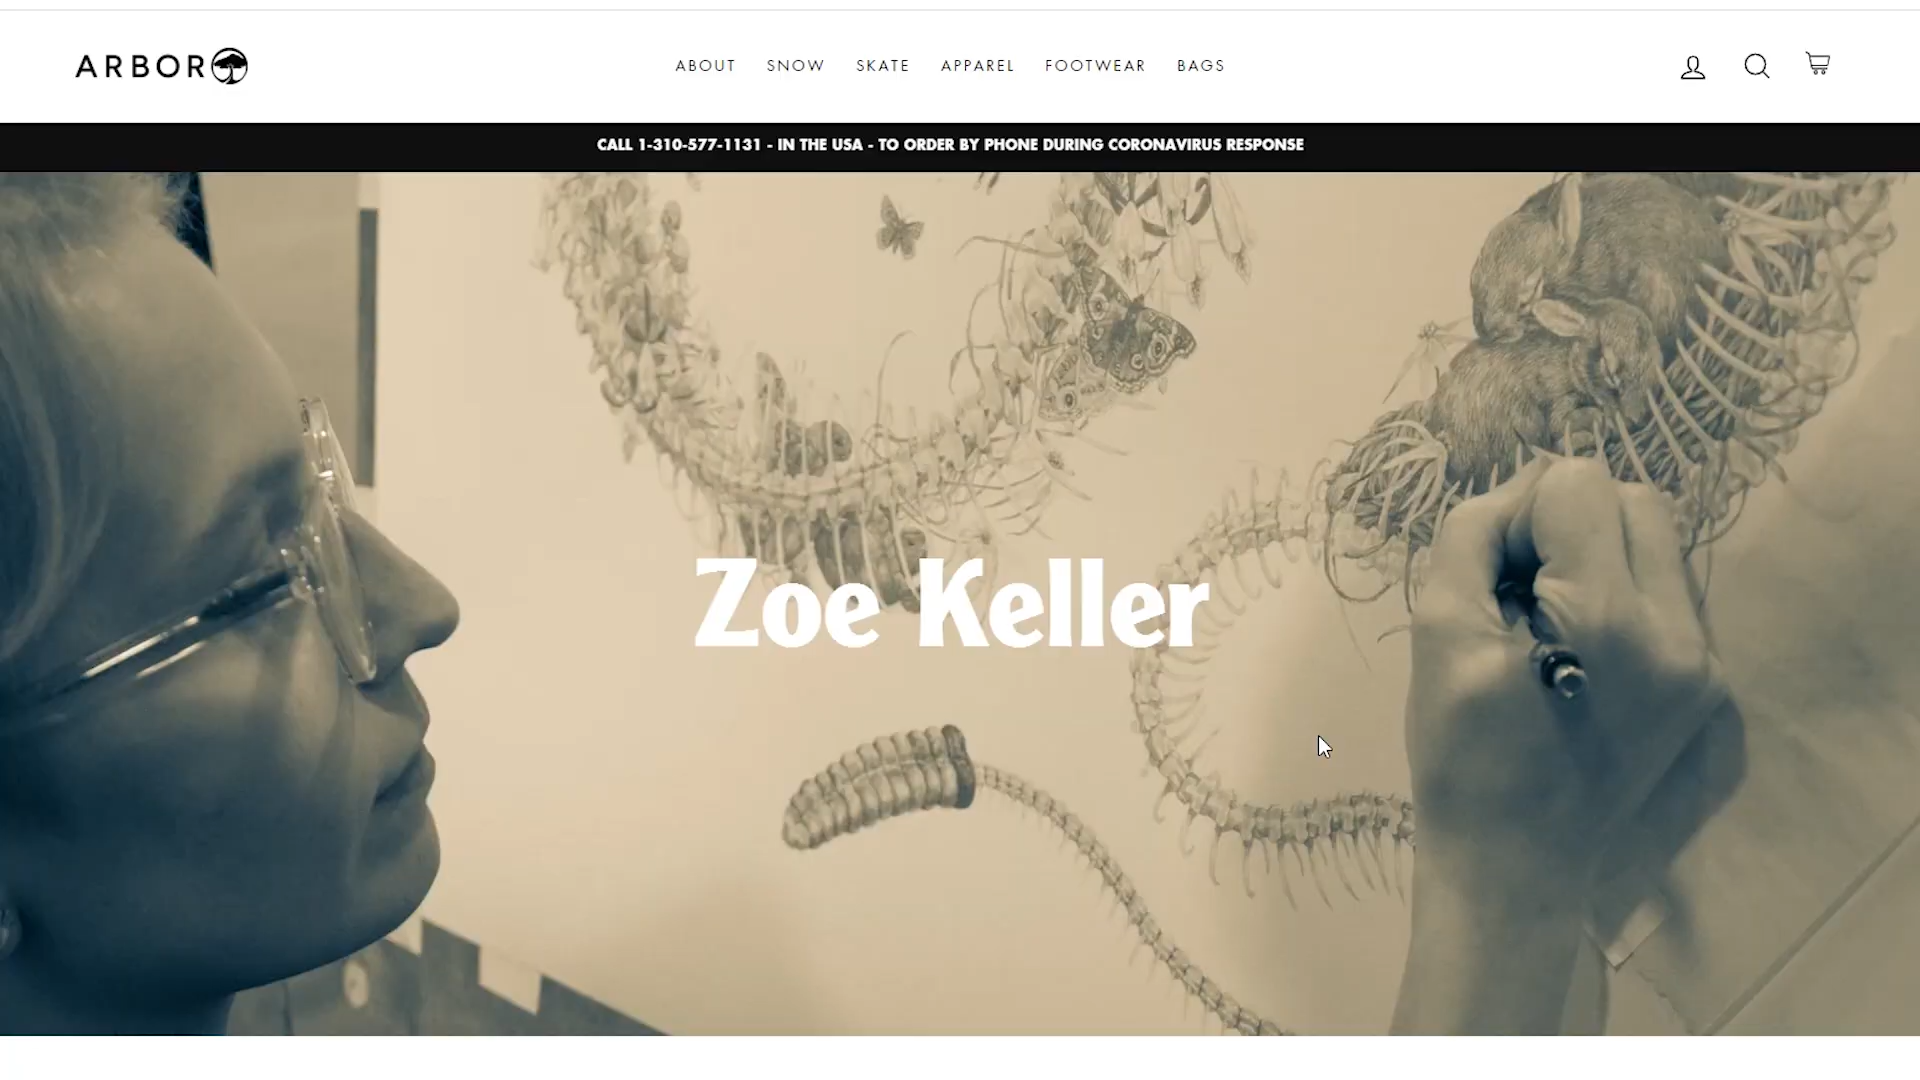 ARBOR
ABOUT SNOW SKATE APPAREL FOOTWEAR BAGS
CALL 1-310-577-1131 - IN THE USA - TO ORDER BY PHONE DURING CORONAVIRUS RESPONSE
Zoe Keller